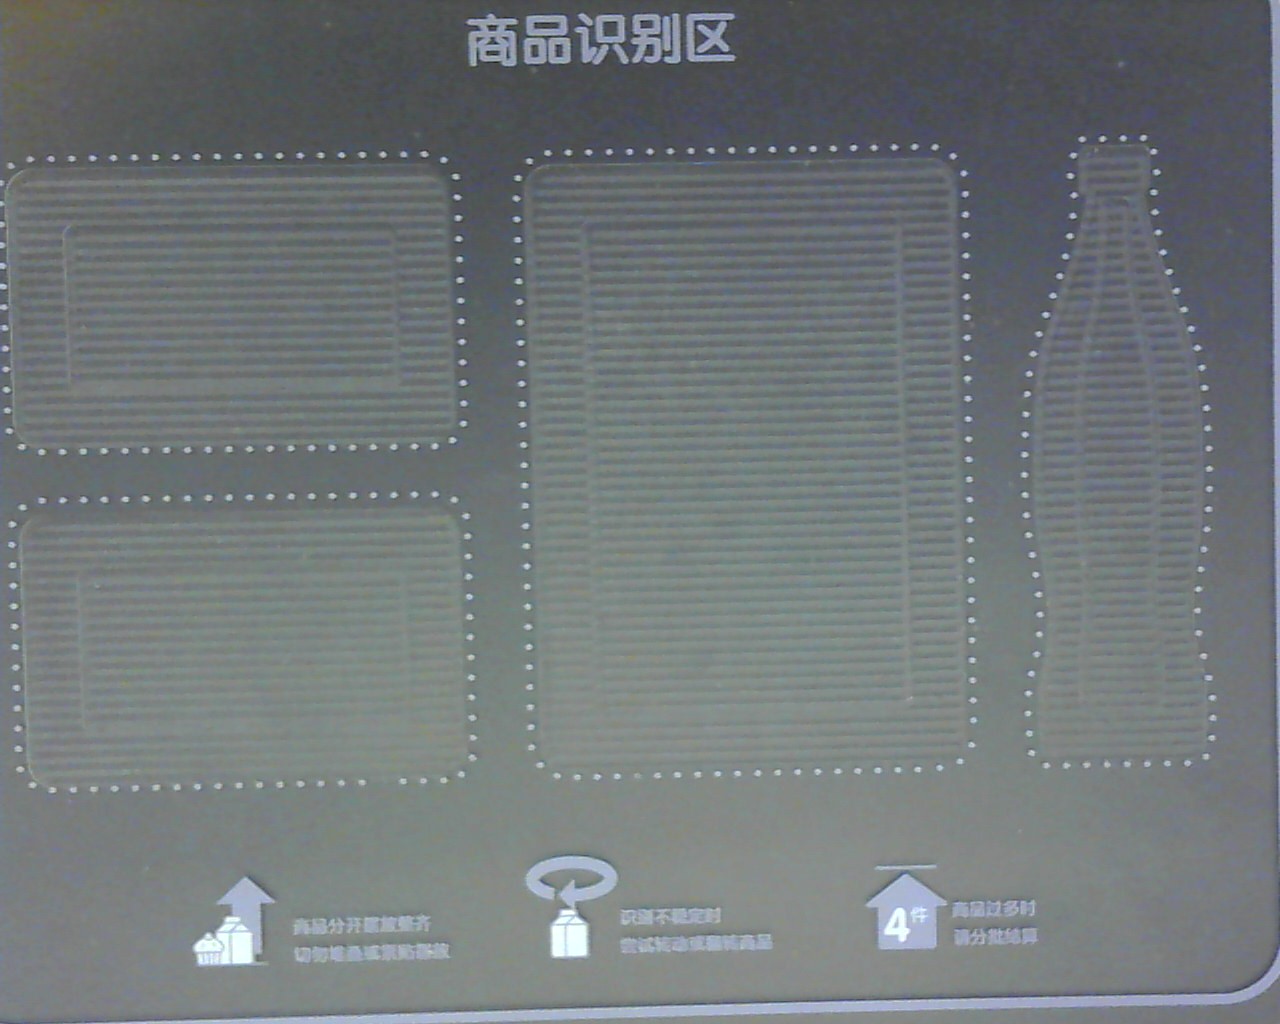 商品识别区
商品分开摆放整齐
切勿堆叠或紧贴摆放
识别不稳定时
尝试转动或翻转商品
4件
商品过多时
请分批结算